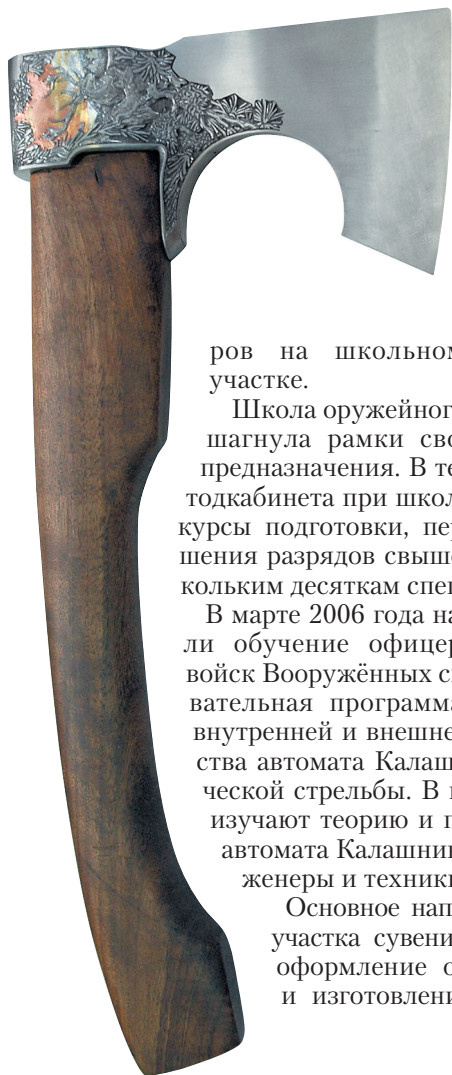 ров на школьном
участке.
Школа оружейног
шагнула рамки сво
предназначения. В те
тодкабинета при школ
курсы подготовки, пер
шения разрядов свыше
кольким десяткам спец
В марте 2006 года на
ли обучение офицер
войск Вооружённых с
вательная программа
внутренней и внешне
ства автомата Калаш
ческой стрельбы. В
изучают теорию и п
автомата Калашник
женеры и техники
Основное нап
участка сувени
оформление о
и изготовлени